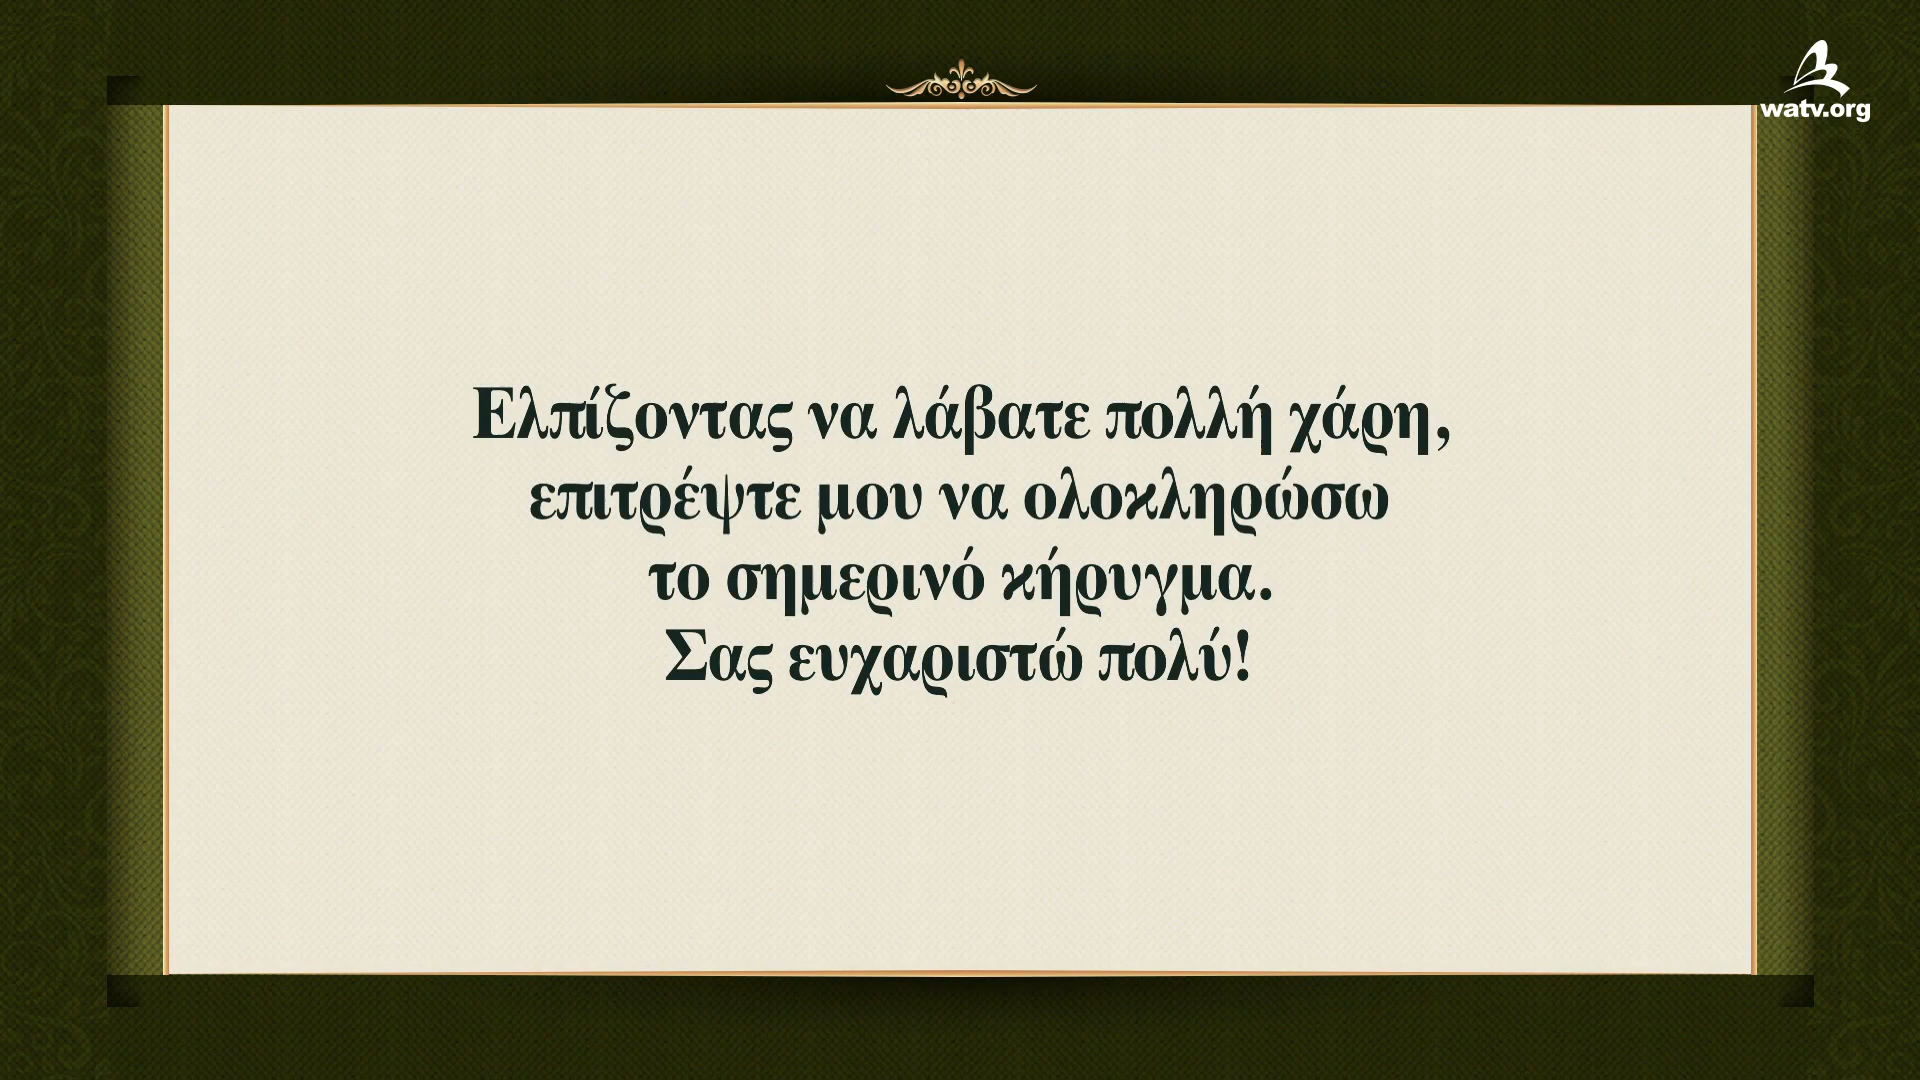 watv.org
Ελπίζοντας να λάβατε πολλή χάρη,
επιτρέψτε μου να ολοκληρώσω
το σημερινό κήρυγμα.
Σας ευχαριστώ πολύ!